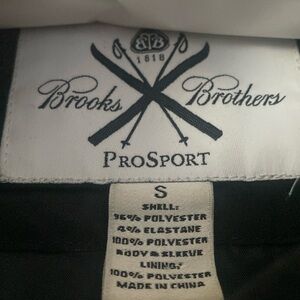 BB
1818
Brooks Brothers
PROSPORT
S
SHELL:
96% POLYESTER
4% ELASTANE
100% POLYESTER
BODY & SLEEVE
LINING:
100% POLYESTER
MADE IN CHINA